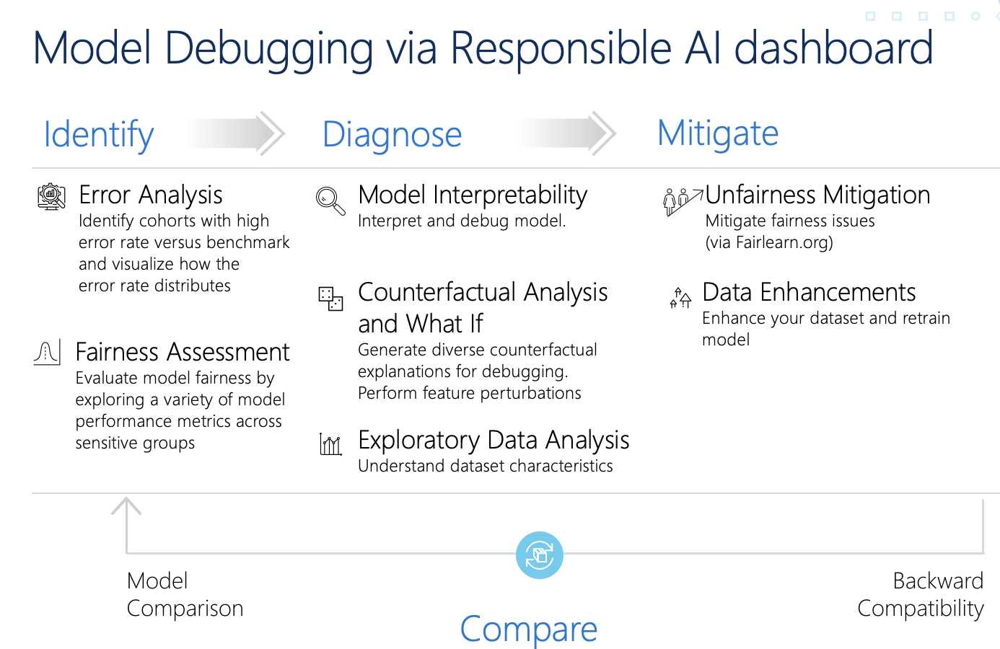 Model Debugging via Responsible AI dashboard
Identify
Diagnose
Mitigate
Error Analysis
Identify cohorts with high
error rate versus benchmark
and visualize how the
error rate distributes
Fairness Assessment
Evaluate model fairness by
exploring a variety of model
performance metrics across
sensitive groups
Model Interpretability
Interpret and debug model.
Counterfactual Analysis
and What If
Generate diverse counterfactual
explanations for debugging.
Perform feature perturbations
Exploratory Data Analysis
Understand dataset characteristics
Unfairness Mitigation
Mitigate fairness issues
(via Fairlearn.org)
Data Enhancements
Enhance your dataset and retrain
model
Model
Comparison
Compare
Backward
Compatibility